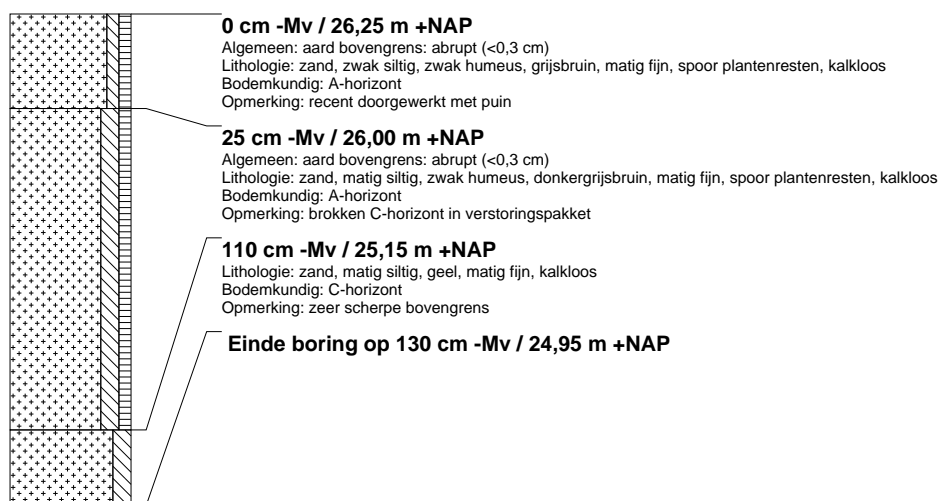 0 cm -Mv / 26,25 m +NAP
Algemeen: aard bovengrens: abrupt (<0,3 cm)
Lithologie: zand, zwak siltig, zwak humeus, grijsbruin, matig fijn, spoor plantenresten, kalkloos
Bodemkundig: A-horizont
Opmerking: recent doorgewerkt met puin
25 cm -Mv / 26,00 m +NAP
Algemeen: aard bovengrens: abrupt (<0,3 cm)
Lithologie: zand, matig siltig, zwak humeus, donkergrijsbruin, matig fijn, spoor plantenresten, kalkloos
Bodemkundig: A-horizont
Opmerking: brokken C-horizont in verstoringspakket
110 cm -Mv / 25,15 m +NAP
Lithologie: zand, matig siltig, geel, matig fijn, kalkloos
Bodemkundig: C-horizont
Opmerking: zeer scherpe bovengrens
Einde boring op 130 cm -Mv / 24,95 m +NAP